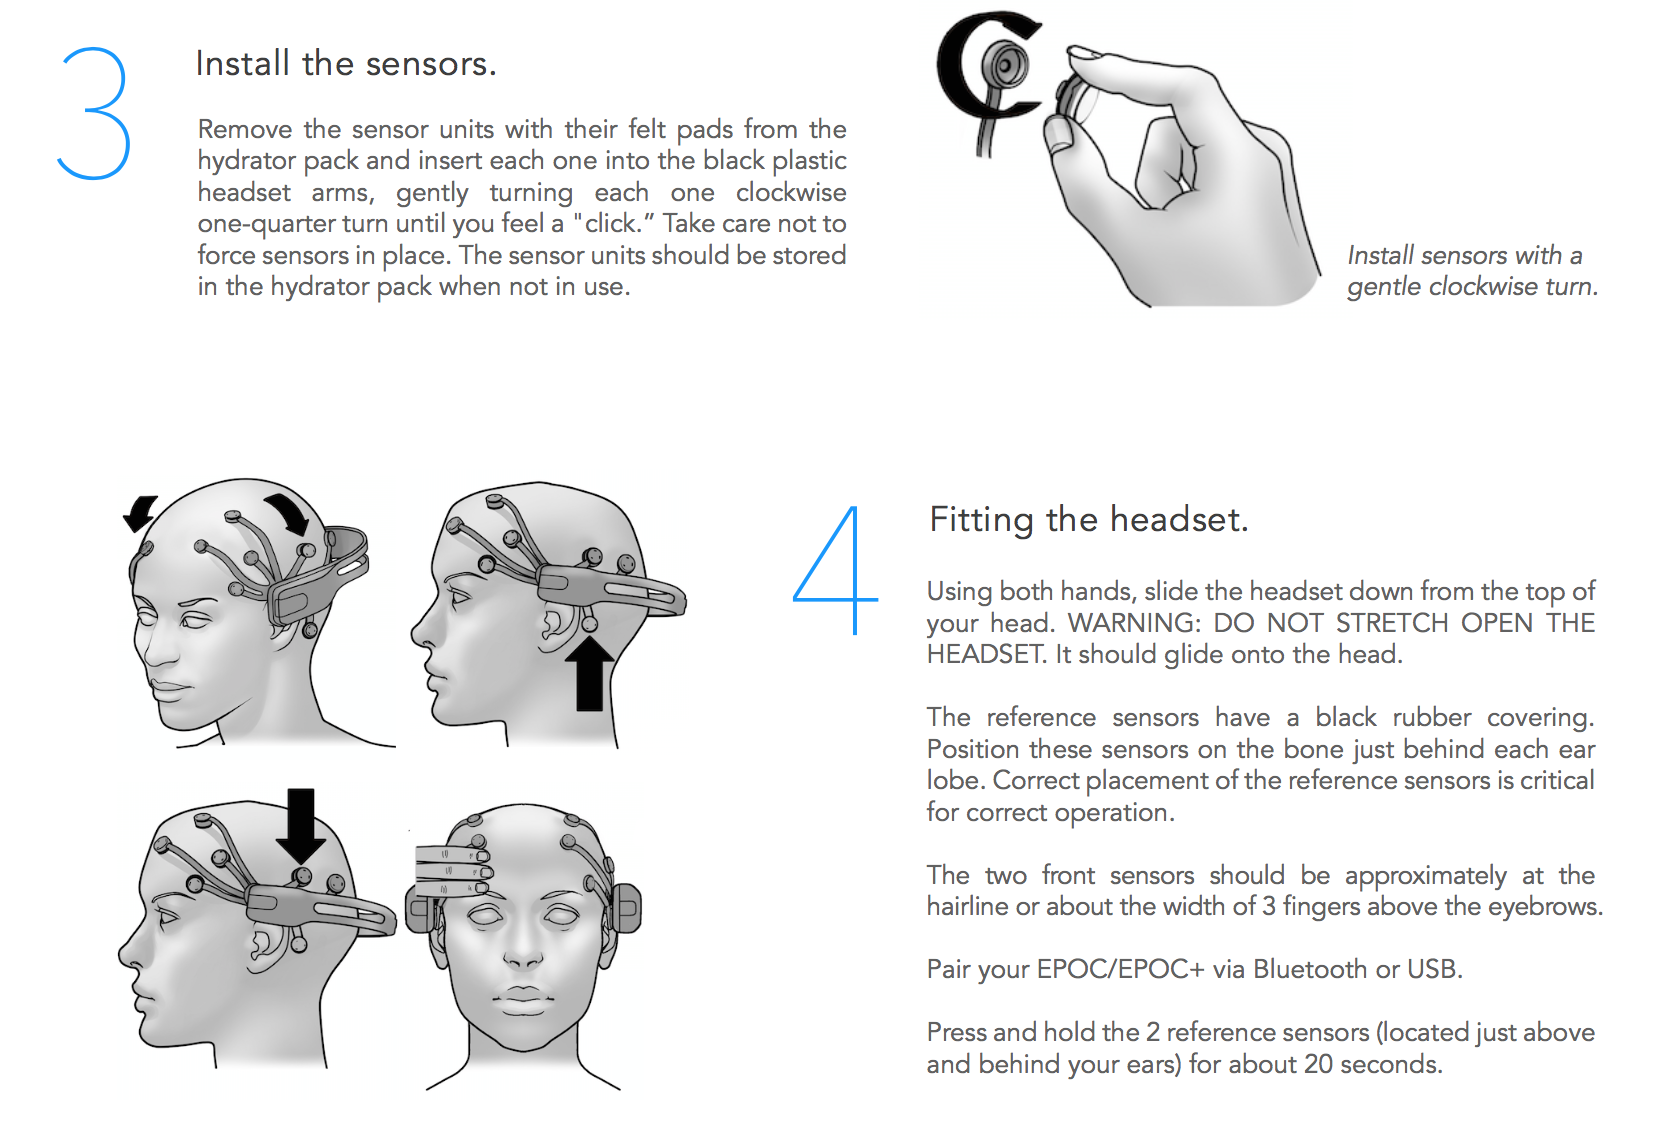 3
Install the sensors.
Remove the sensor units with their felt pads from the
hydrator pack and insert each one into the black plastic
headset arms, gently turning each one clockwise
one-quarter turn until you feel a "click.” Take care not to
force sensors in place. The sensor units should be stored
in the hydrator pack when not in use.
Install sensors with a
gentle clockwise turn.
4
Fitting the headset.
Using both hands, slide the headset down from the top of
your head. WARNING: DO NOT STRETCH OPEN THE
HEADSET. It should glide onto the head.
The reference sensors have a black rubber covering.
Position these sensors on the bone just behind each ear
lobe. Correct placement of the reference sensors is critical
for correct operation.
The two front sensors should be approximately at the
hairline or about the width of 3 fingers above the eyebrows.
Pair your EPOC/EPOC+ via Bluetooth or USB.
Press and hold the 2 reference sensors (located just above
and behind your ears) for about 20 seconds.